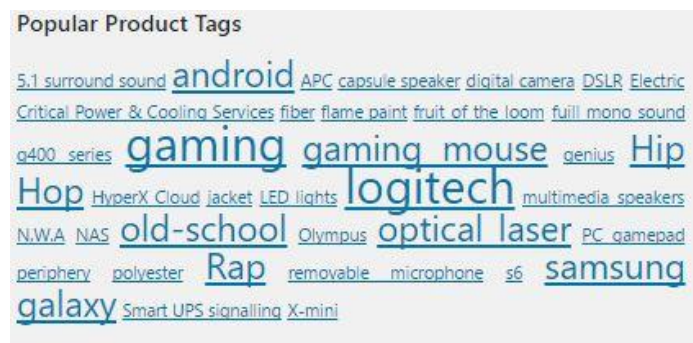 Popular Product Tags
5.1 surround sound android APC capsule speaker digital camera DSLR Electric
Critical Power & Cooling Services fiber flame paint fruit of the loom fuill mono sound
g400 series gaming gaming mouse genius Hip
Hop HyperX Cloud jacket LED lights logitech multimedia speakers
N.W.A NAS old-school Olympus optical laser PC gamepad
periphery polyester Rap removable microphone s6 samsung
galaxy Smart UPS signalling X-mini